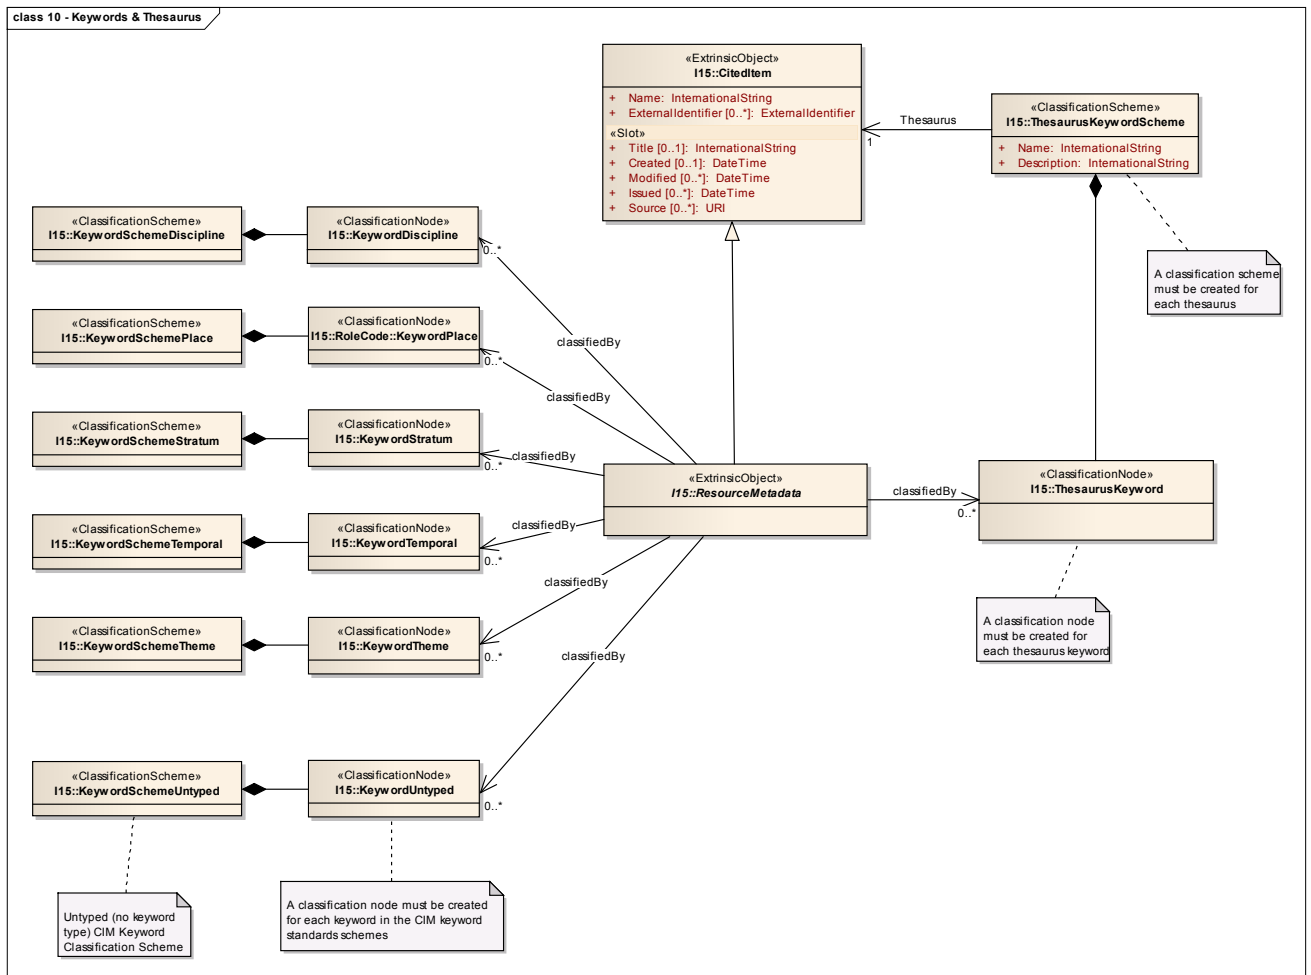 class 10 - Keywords & Thesaurus
«ExtrinsicObject»
I15::CitedItem
+ Name: InternationalString
+ ExternalIdentifier [0..*]: ExternalIdentifier
«Slot»
+ Title [0..1]: InternationalString
+ Created [0..1]: DateTime
+ Modified [0..*]: DateTime
+ Issued [0..*]: DateTime
+ Source [0..*]: URI
Thesaurus
1
«ClassificationScheme»
I15::ThesaurusKeywordScheme
+ Name: InternationalString
+ Description: InternationalString
A classification scheme
must be created for
each thesaurus
«ClassificationScheme»
I15::KeywordSchemeDiscipline
«ClassificationNode»
I15::KeywordDiscipline
0..*
classifiedBy
«ClassificationScheme»
I15::KeywordSchemePlace
«ClassificationNode»
I15::RoleCode::KeywordPlace
0..*
classifiedBy
«ClassificationScheme»
I15::KeywordSchemeStratum
«ClassificationNode»
I15::KeywordStratum
0..*
classifiedBy
«ExtrinsicObject»
I15::ResourceMetadata
classifiedBy
0..*
«ClassificationNode»
I15::ThesaurusKeyword
A classification node
must be created for
each thesaurus keyword
«ClassificationScheme»
I15::KeywordSchemeTemporal
«ClassificationNode»
I15::KeywordTemporal
0..*
classifiedBy
«ClassificationScheme»
I15::KeywordSchemeTheme
«ClassificationNode»
I15::KeywordTheme
0..*
classifiedBy
«ClassificationScheme»
I15::KeywordSchemeUntyped
«ClassificationNode»
I15::KeywordUntyped
0..*
classifiedBy
Untyped (no keyword
type) CIM Keyword
Classification Scheme
A classification node must be created
for each keyword in the CIM keyword
standards schemes